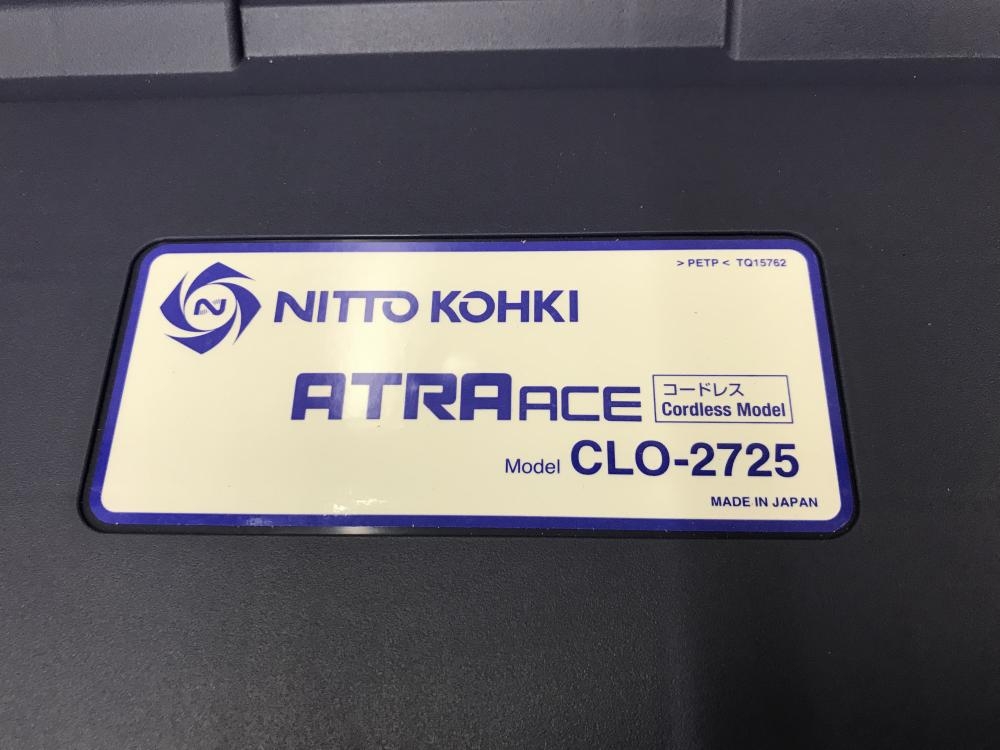 > PETP < TQ15762
N NITTO KOHKI
ATRA ACE
コードレス
Cordless Model
Model CLO-2725
MADE IN JAPAN